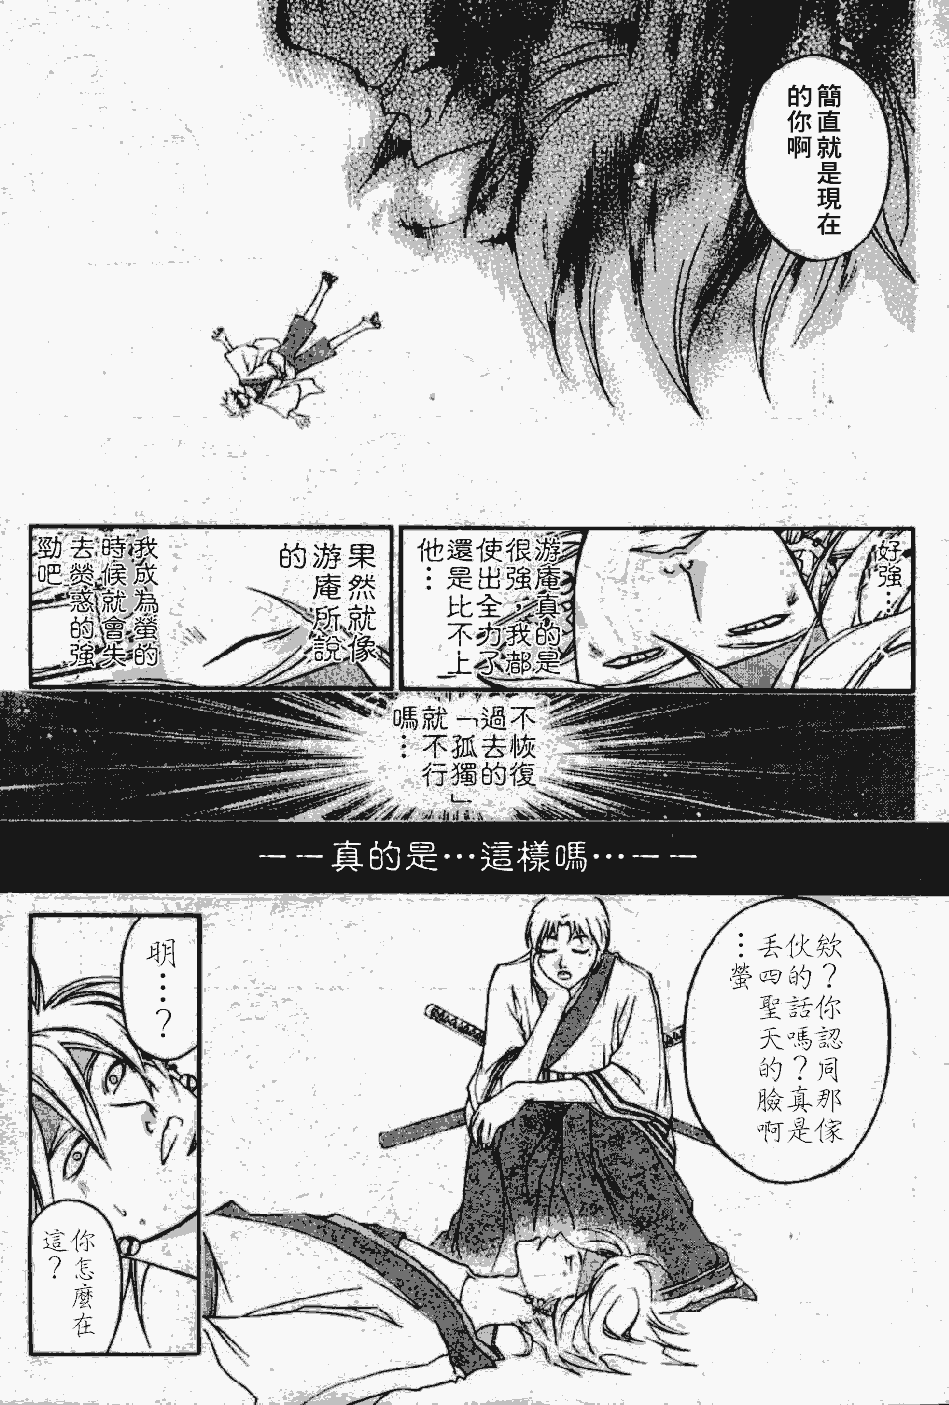 簡直就是現在
的你啊
好強…
游庵真的是
很強，我都
使出全力了
還是比不上
他…
果然就像
游庵所說
的
我成為螢的
時候就會失
去熒惑的強
勁吧
不恢復
過去的
「孤獨」
就不行
嗎…
——真的是…這樣嗎…——
欸？你認同那傢
伙的話嗎？真是
丟四聖天的臉啊
…螢
明…？
你怎麼在
這？